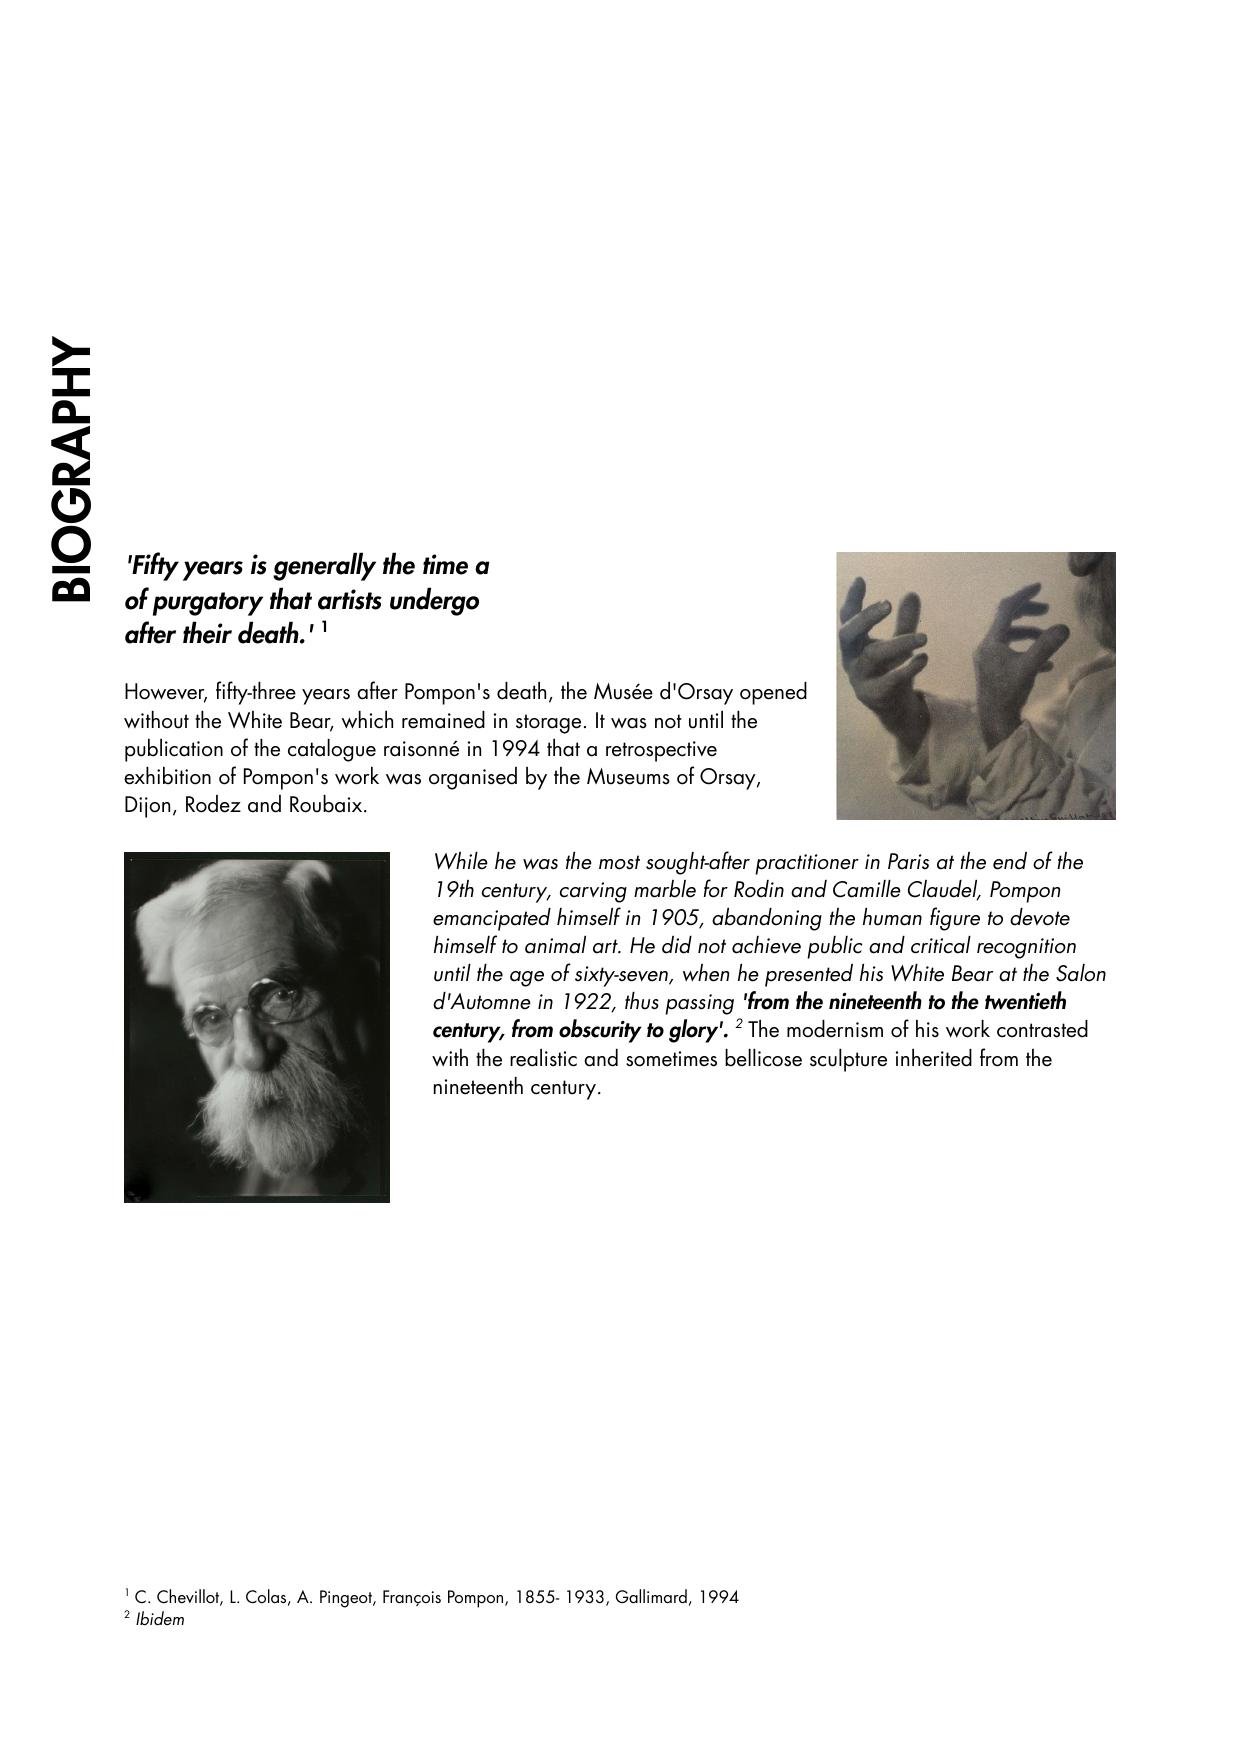 BIOGRAPHY
'Fifty years is generally the time a
of purgatory that artists undergo
after their death.' 1
However, fifty-three years after Pompon's death, the Musée d'Orsay opened
without the White Bear, which remained in storage. It was not until the
publication of the catalogue raisonné in 1994 that a retrospective
exhibition of Pompon's work was organised by the Museums of Orsay,
Dijon, Rodez and Roubaix.
While he was the most sought-after practitioner in Paris at the end of the
19th century, carving marble for Rodin and Camille Claudel, Pompon
emancipated himself in 1905, abandoning the human figure to devote
himself to animal art. He did not achieve public and critical recognition
until the age of sixty-seven, when he presented his White Bear at the Salon
d'Automne in 1922, thus passing 'from the nineteenth to the twentieth
century, from obscurity to glory'. 2 The modernism of his work contrasted
with the realistic and sometimes bellicose sculpture inherited from the
nineteenth century.
1 C. Chevillot, L. Colas, A. Pingeot, François Pompon, 1855- 1933, Gallimard, 1994
2 Ibidem